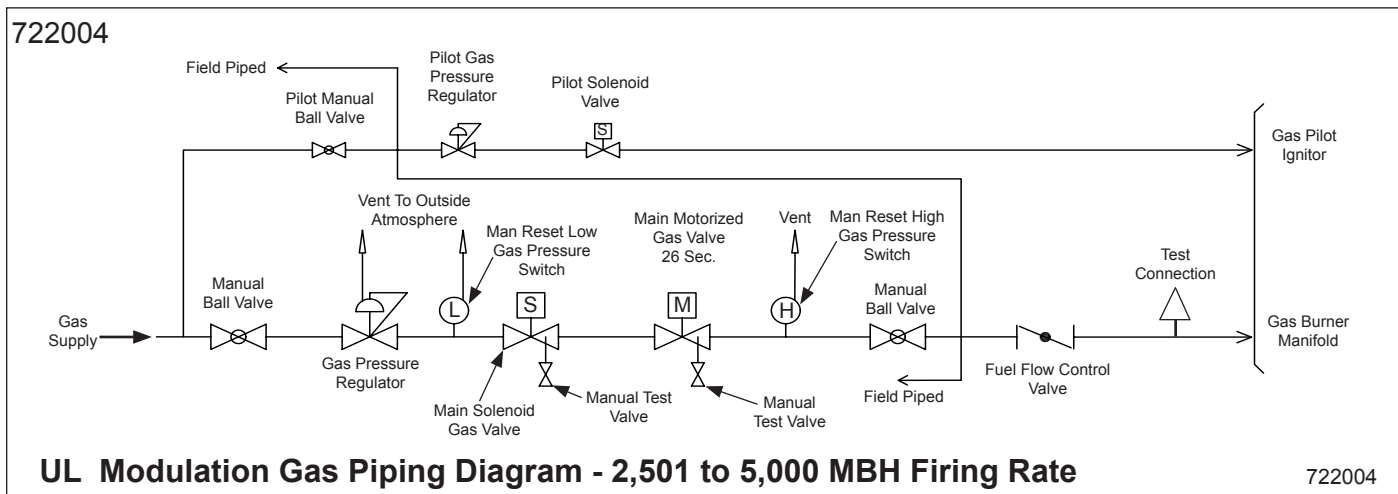 722004
Field Piped
Pilot Gas
Pressure
Regulator
Pilot Solenoid
Valve
Pilot Manual
Ball Valve
S
Gas Pilot
Ignitor
Vent To Outside
Atmosphere
Man Reset Low
Gas Pressure
Switch
Main Motorized
Gas Valve
26 Sec.
Vent
Man Reset High
Gas Pressure
Switch
Test
Connection
Manual
Ball Valve
L
S
M
H
Manual
Ball Valve
Gas
Supply
Gas Burner
Manifold
Gas Pressure
Regulator
Main Solenoid
Gas Valve
Manual Test
Valve
Manual
Test Valve
Field Piped
Fuel Flow Control
Valve
UL Modulation Gas Piping Diagram - 2,501 to 5,000 MBH Firing Rate
722004